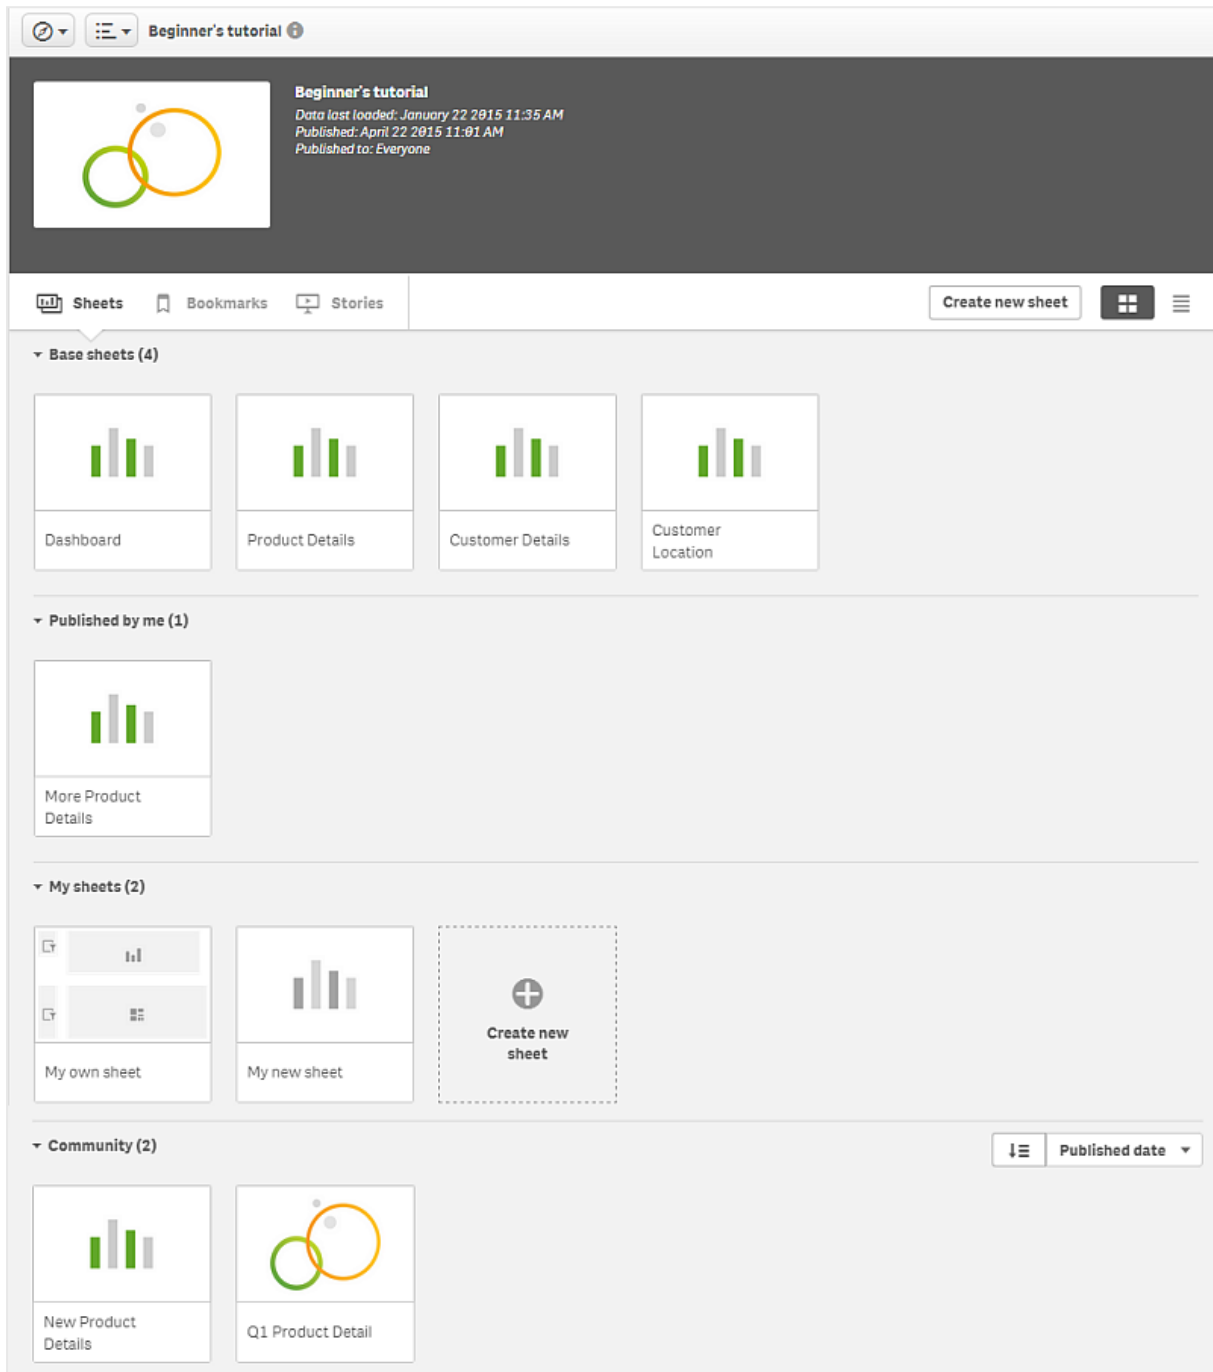 Beginner's tutorial
Beginner's tutorial
Data last loaded: January 22 2015 11:35 AM
Published: April 22 2015 11:01 AM
Published to: Everyone
Sheets Bookmarks Stories Create new sheet
Base sheets (4)
Dashboard Product Details Customer Details Customer
Location
Published by me (1)
More Product
Details
My sheets (2)
Create new
sheet
My own sheet My new sheet
Community (2) Published date
New Product
Details
Q1 Product Detail